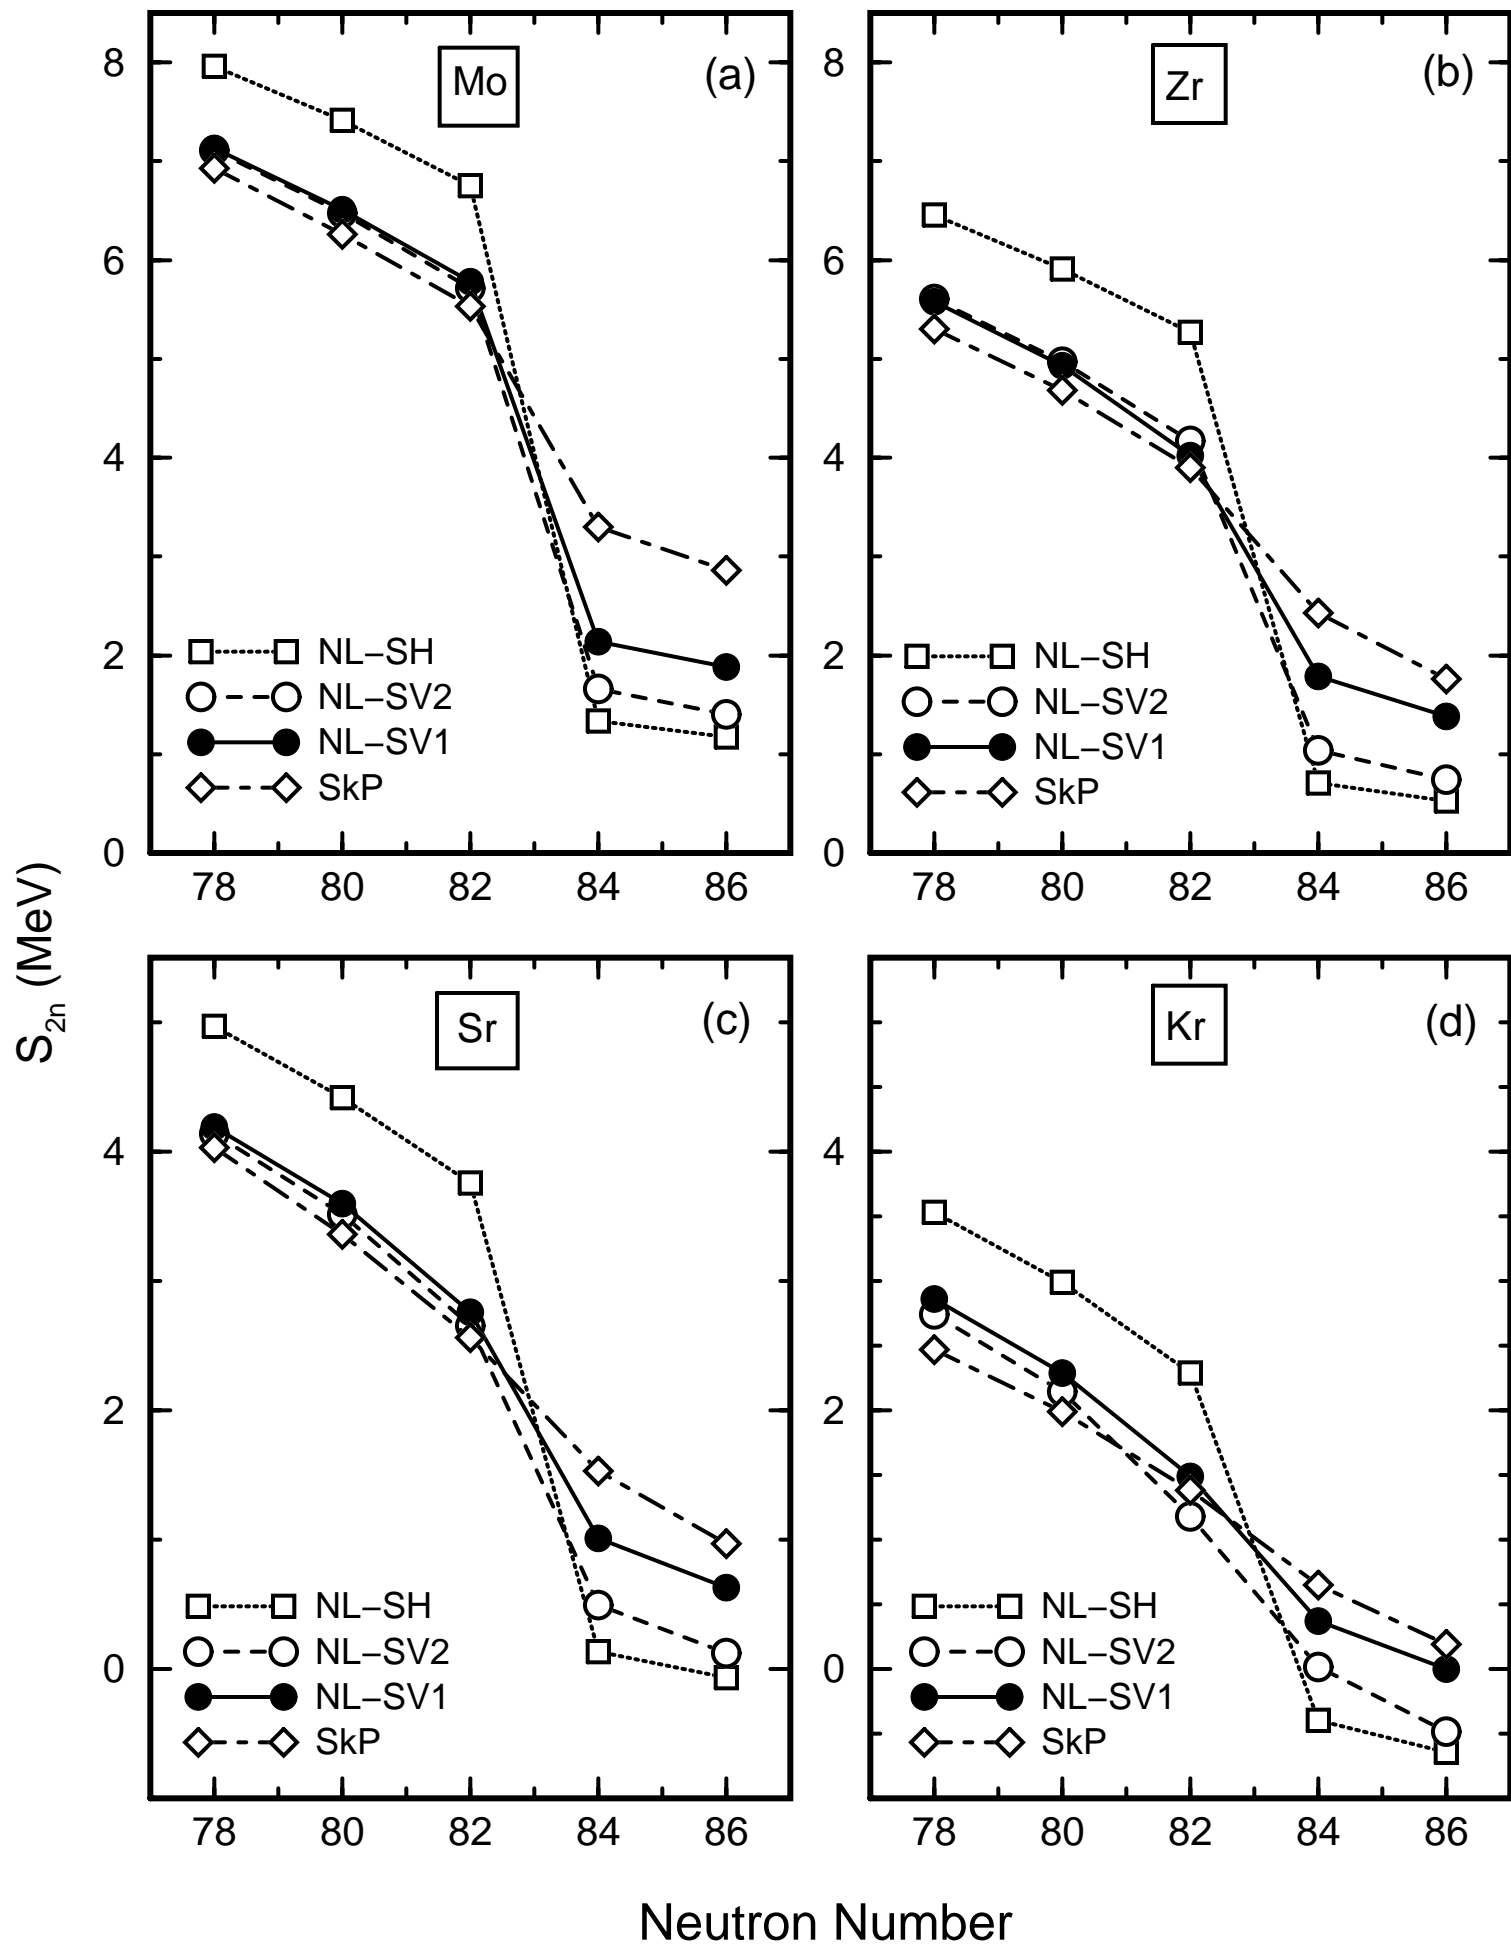 Mo
(a)
8
6
4
2
0
NL−SH
NL−SV2
NL−SV1
SkP
78 80 82 84 86
Zr
(b)
8
6
4
2
0
NL−SH
NL−SV2
NL−SV1
SkP
78 80 82 84 86
S2n (MeV)
Sr
(c)
4
2
0
NL−SH
NL−SV2
NL−SV1
SkP
78 80 82 84 86
Kr
(d)
4
2
0
NL−SH
NL−SV2
NL−SV1
SkP
78 80 82 84 86
Neutron Number